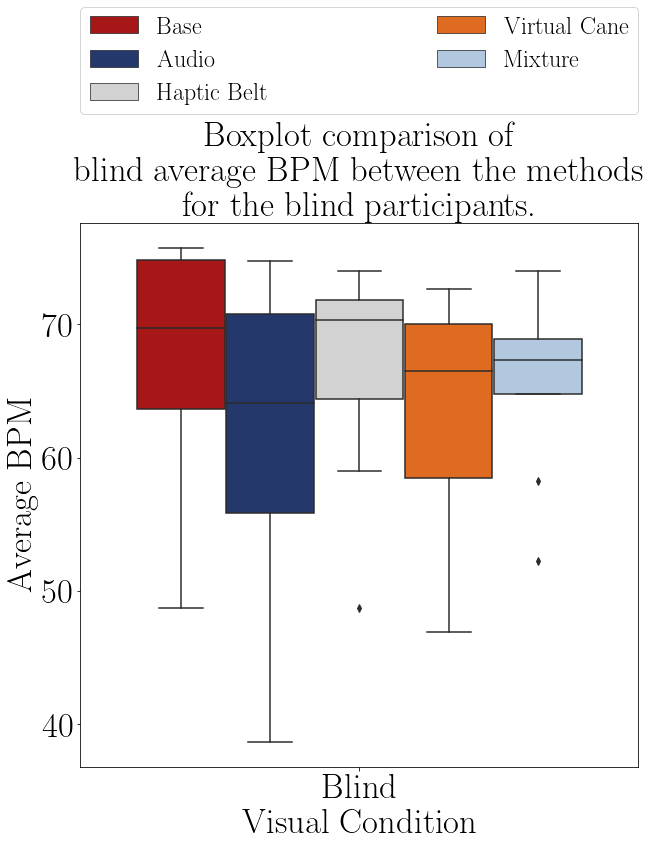 Base
Audio
Haptic Belt
Virtual Cane
Mixture
Boxplot comparison of
blind average BPM between the methods
for the blind participants.
Average BPM
70
60
50
40
Blind
Visual Condition